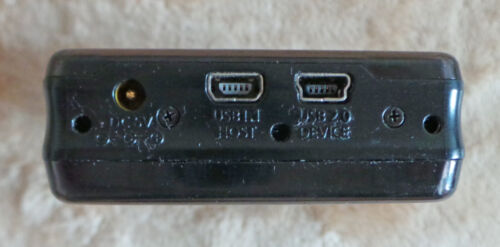 DC 5V
USB 1.1
HOST
USB 2.0
DEVICE